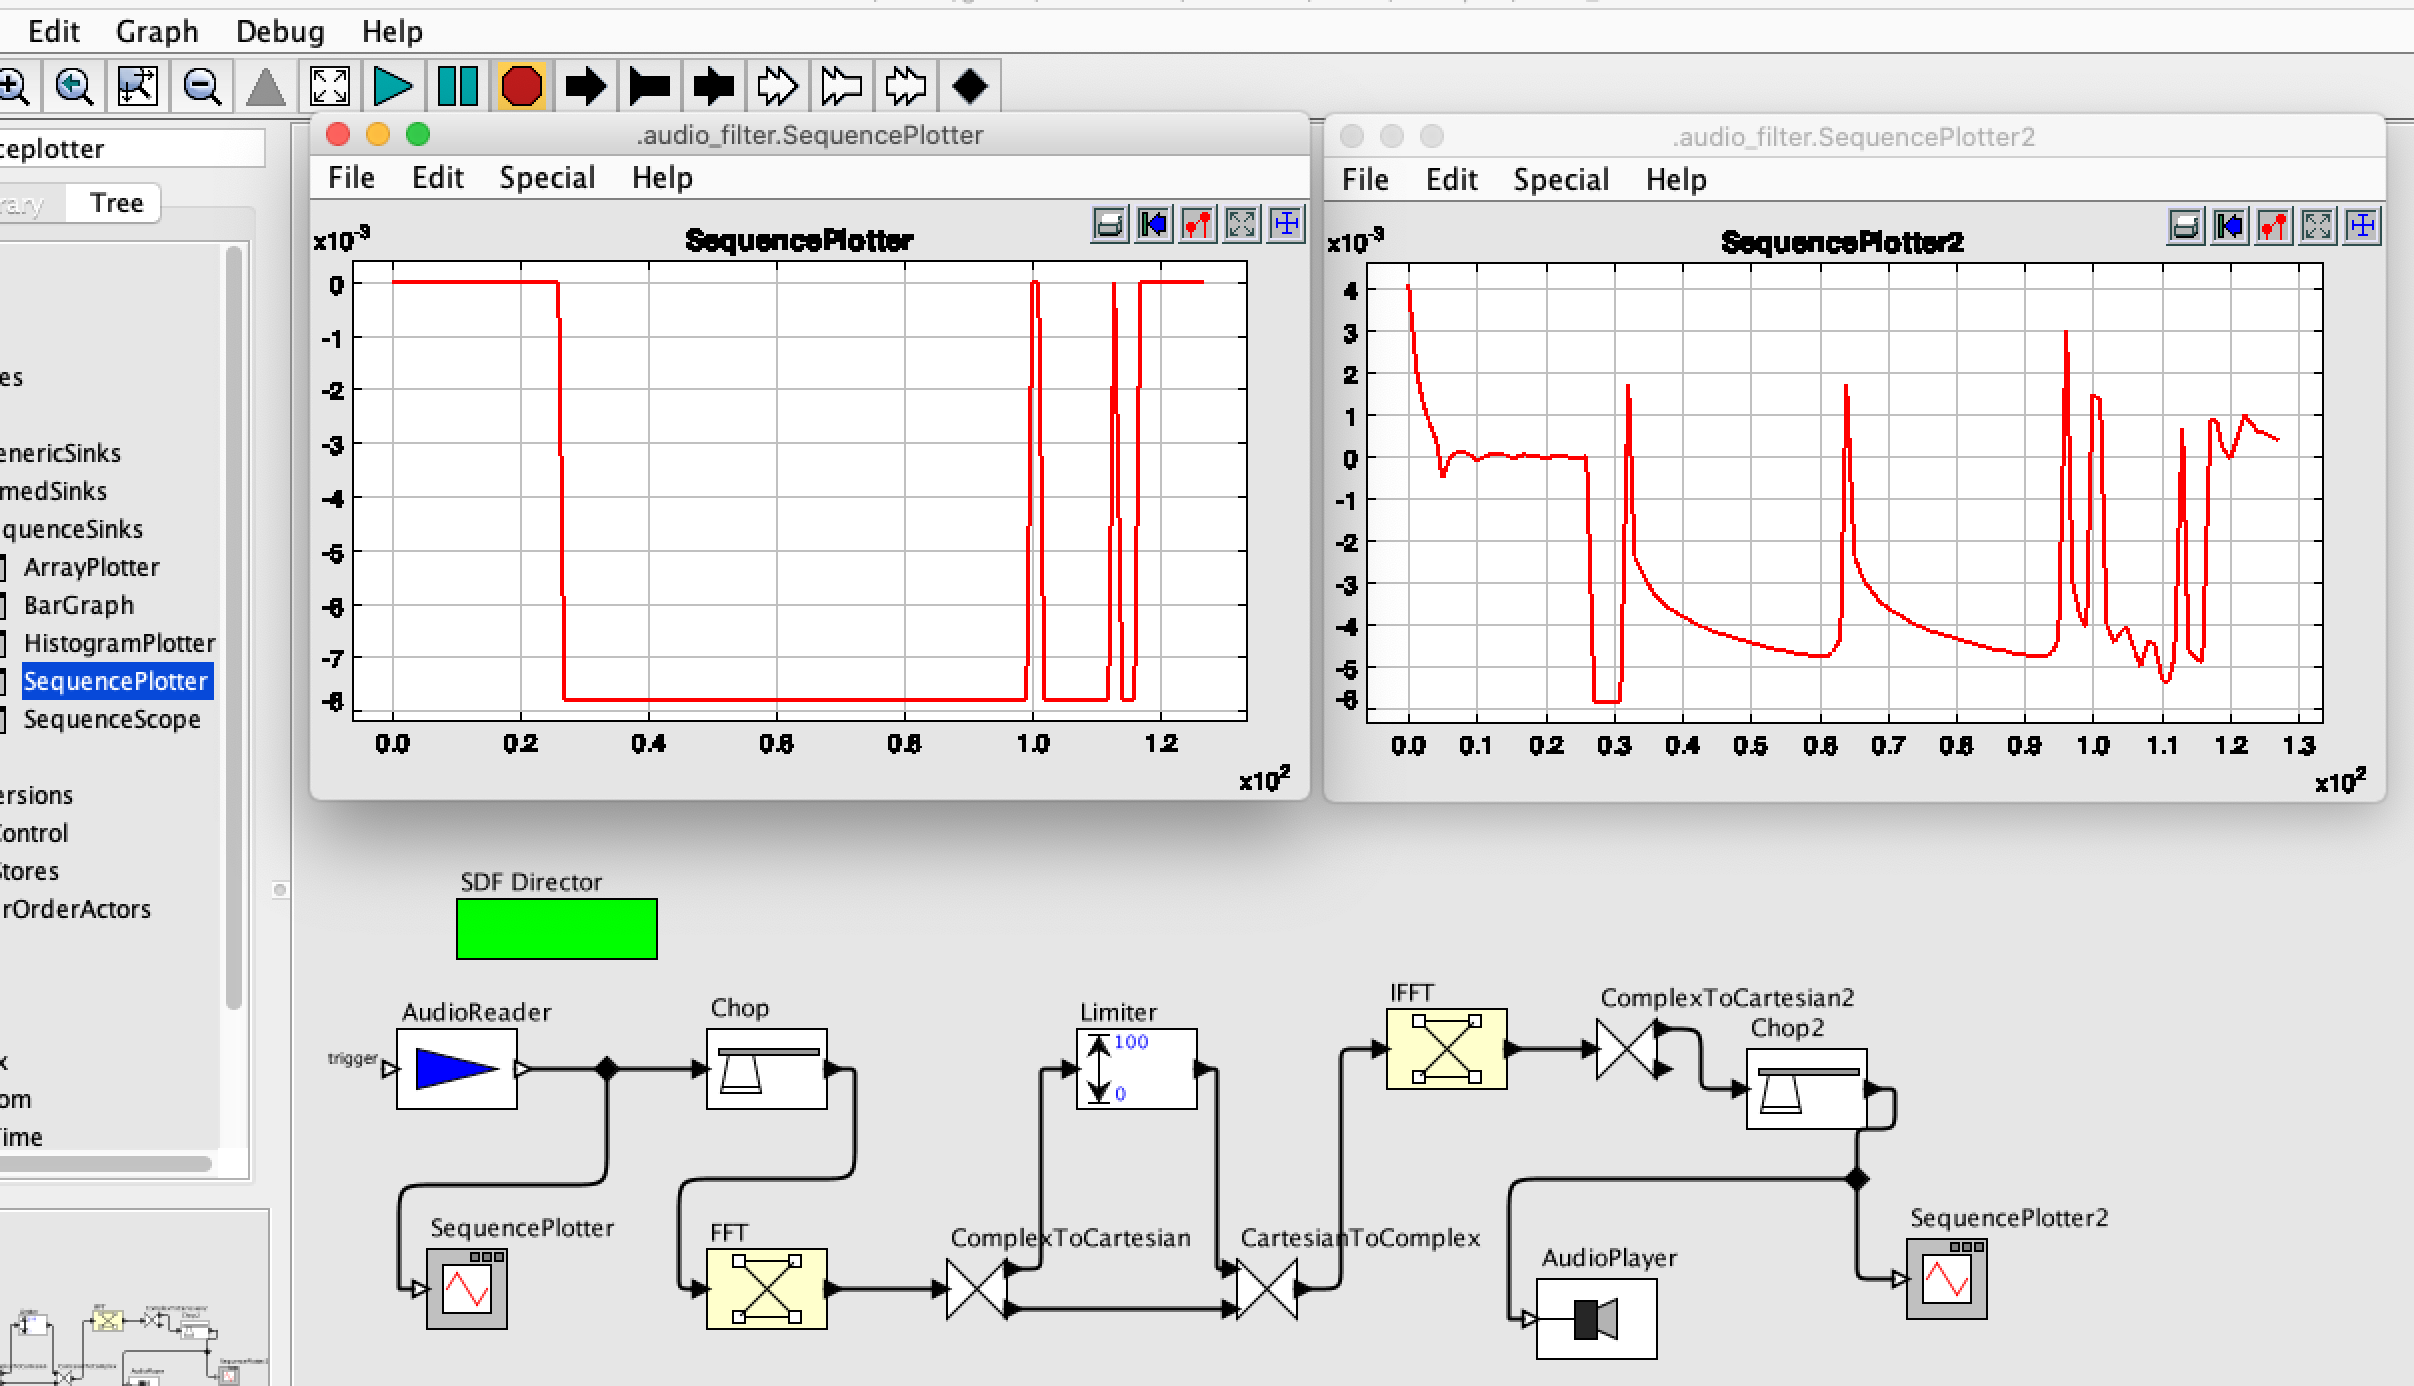 Edit Graph Debug Help
ceplotter
rary Tree
es
enericSinks
medSinks
quenceSinks
ArrayPlotter
BarGraph
HistogramPlotter
SequencePlotter
SequenceScope
ersions
Control
Stores
rOrderActors
x
om
Time
.audio_filter.SequencePlotter
File Edit Special Help
SequencePlotter
x10-3
0
-1
-2
-3
-4
-5
-6
-7
-8
0.0 0.2 0.4 0.6 0.8 1.0 1.2
x102
.audio_filter.SequencePlotter2
File Edit Special Help
SequencePlotter2
x10-3
4
3
2
1
0
-1
-2
-3
-4
-5
-6
0.0 0.1 0.2 0.3 0.4 0.5 0.6 0.7 0.8 0.9 1.0 1.1 1.2 1.3
x102
SDF Director
AudioReader
trigger
Chop
Limiter
100
0
IFFT
ComplexToCartesian2
Chop2
SequencePlotter
FFT
ComplexToCartesian
CartesianToComplex
AudioPlayer
SequencePlotter2